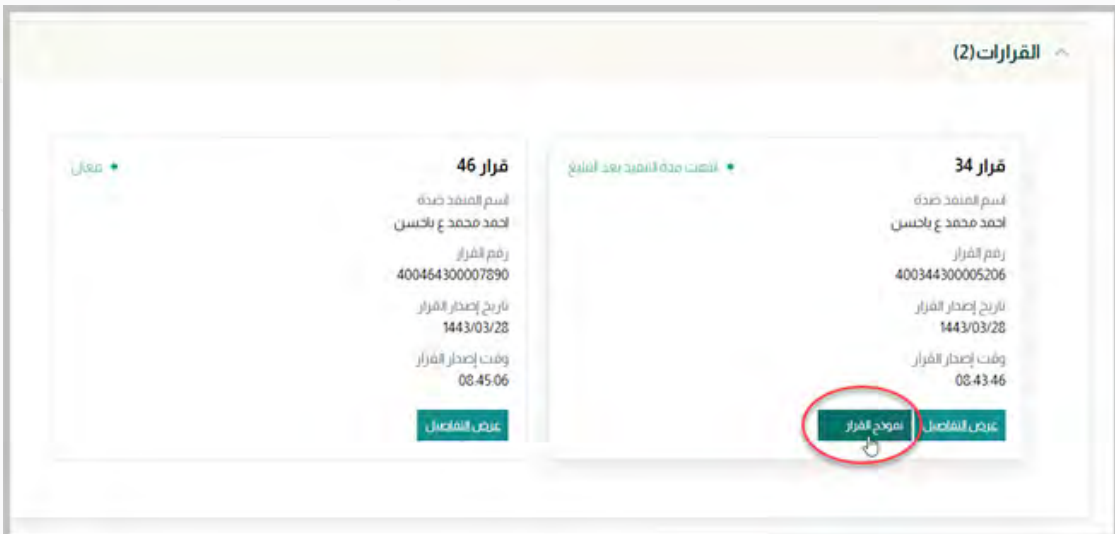 القرارات(2)
قرار 34
انتهت مدة التنفيذ بعد التبليغ
اسم المنفذ ضدة
احمد محمد ع باحسن
رقم القرار
400344300005206
تاريخ إصدار القرار
1443/03/28
وقت إصدار القرار
08:43:46
عرض التفاصيل
نموذج القرار
قرار 46
فعال
اسم المنفذ ضدة
احمد محمد ع باحسن
رقم القرار
400464300007890
تاريخ إصدار القرار
1443/03/28
وقت إصدار القرار
08:45:06
عرض التفاصيل